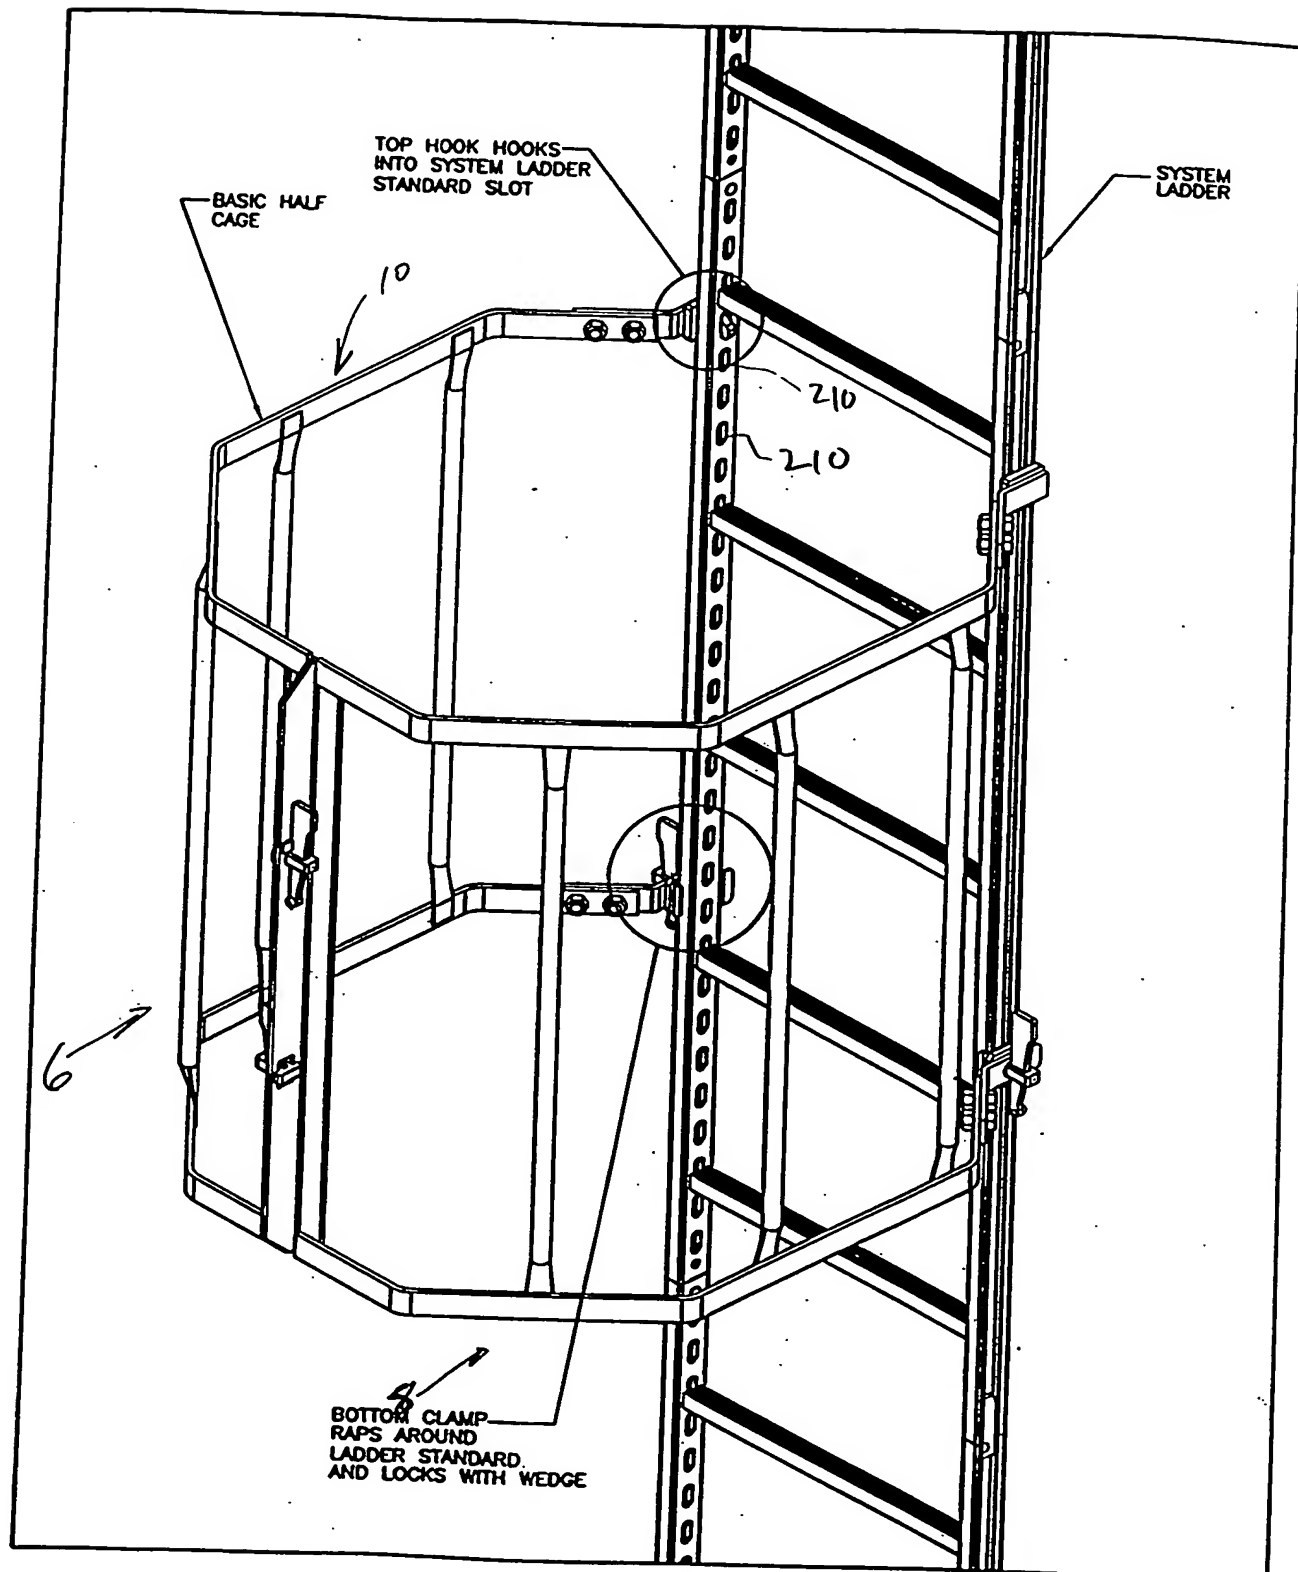 TOP HOOK HOOKS
INTO SYSTEM LADDER
STANDARD SLOT
SYSTEM
LADDER
BASIC HALF
CAGE
10
210
210
6
8
BOTTOM CLAMP
RAPS AROUND
LADDER STANDARD.
AND LOCKS WITH WEDGE